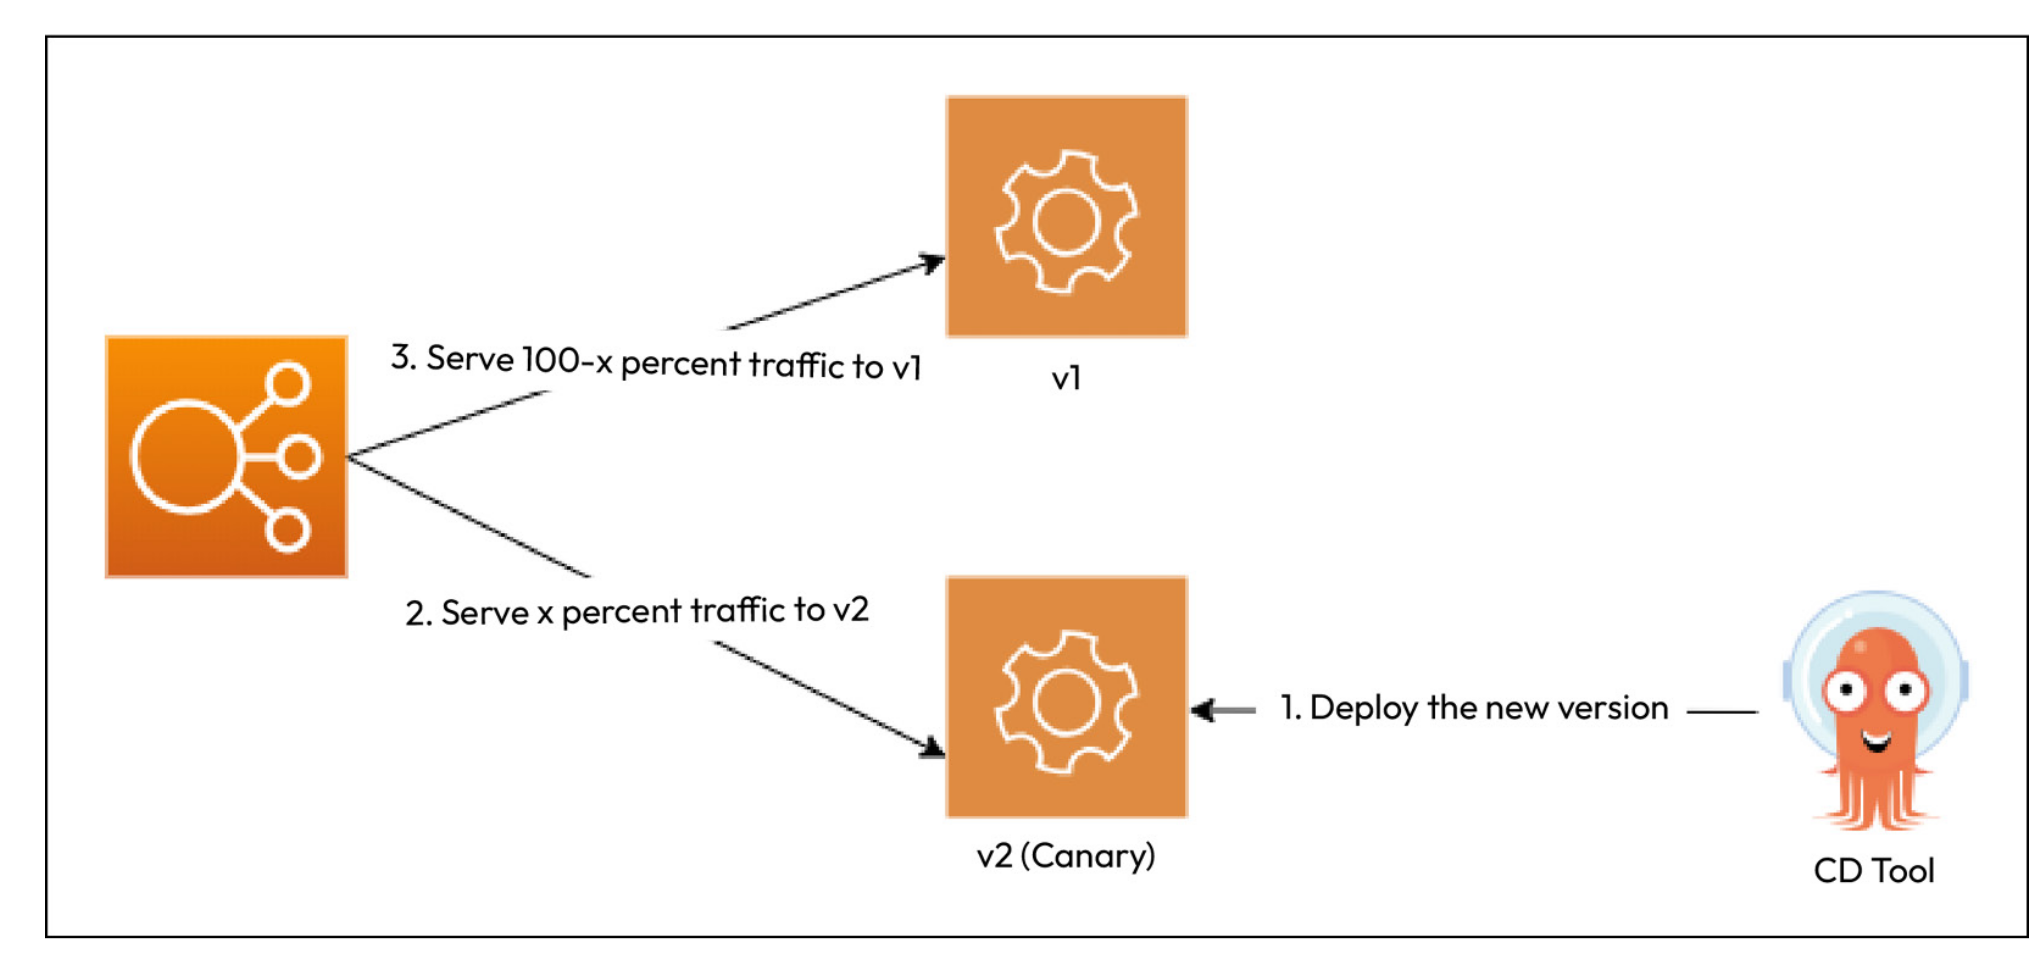 3. Serve 100-x percent traffic to v1
v1
2. Serve x percent traffic to v2
1. Deploy the new version
v2 (Canary)
CD Tool